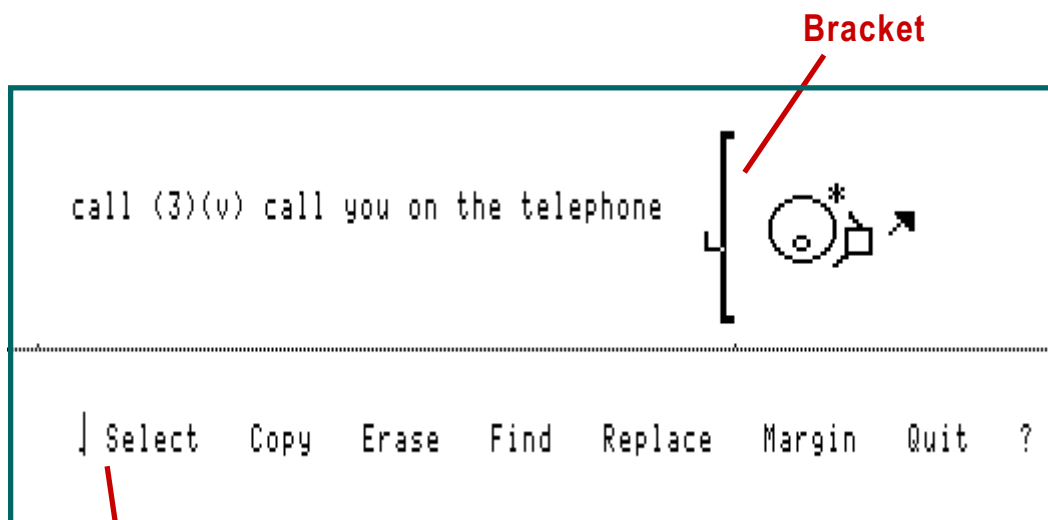 Bracket
call (3)(v) call you on the telephone
Select Copy Erase Find Replace Margin Quit ?